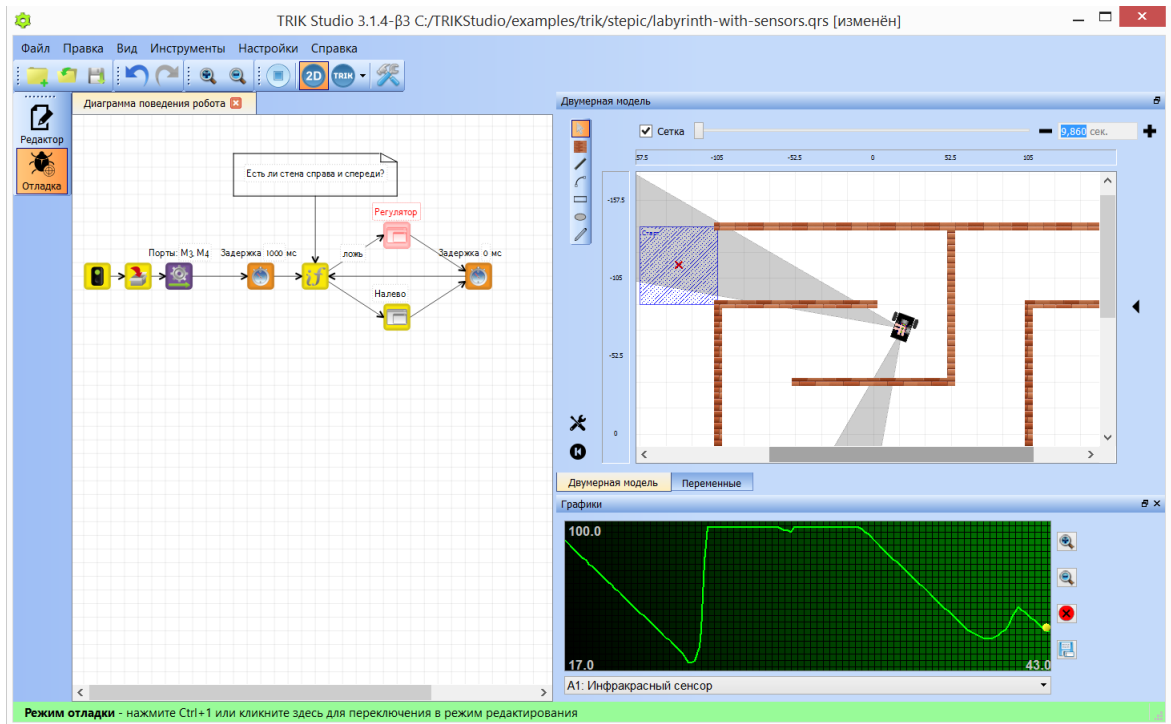 TRIK Studio 3.1.4-β3 C:/TRIKStudio/examples/trik/stepic/labyrinth-with-sensors.qrs [изменён]
Файл Правка Вид Инструменты Настройки Справка
2D TRIK
Редактор
Отладка
Диаграмма поведения робота
Есть ли стена справа и спереди?
Регулятор
Порты: M3, M4 Задержка 1000 мс ложь Задержка 0 мс
if
Налево
Двумерная модель
Сетка 9,860 сек.
57.5 -105 -52.5 0 52.5 105
-157.5
Старт
-105
-52.5
0
Двумерная модель Переменные
Графики
100.0
17.0 43.0
A1: Инфракрасный сенсор
Режим отладки - нажмите Ctrl+1 или кликните здесь для переключения в режим редактирования